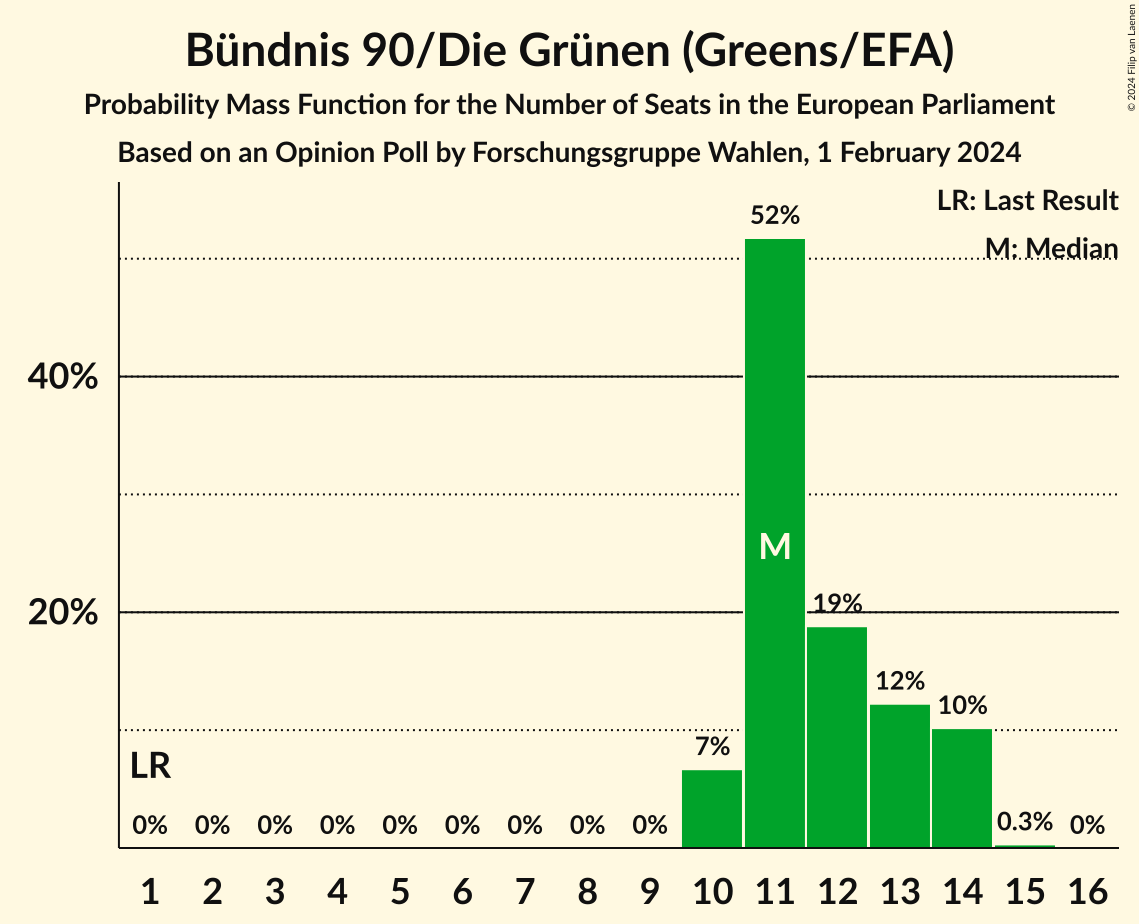 Bündnis 90/Die Grünen (Greens/EFA)
Probability Mass Function for the Number of Seats in the European Parliament
Based on an Opinion Poll by Forschungsgruppe Wahlen, 1 February 2024
© 2024 Filip van Laenen
LR: Last Result
M: Median
52%
40%
M
20%
19%
12%
10%
7%
LR
0% 0% 0% 0% 0% 0% 0% 0% 0% 0.3% 0%
1 2 3 4 5 6 7 8 9 10 11 12 13 14 15 16